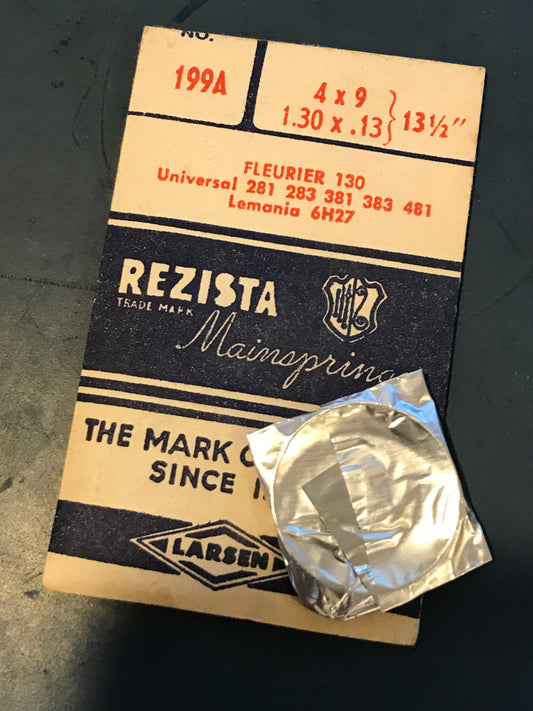 NO.
199A
4 x 9
1.30 x .13 } 13½"
FLEURIER 130
Universal 281 283 381 383 481
Lemania 6H27
REZISTA
TRADE MARK
Mainspring
THE MARK
SINCE
LARSEN